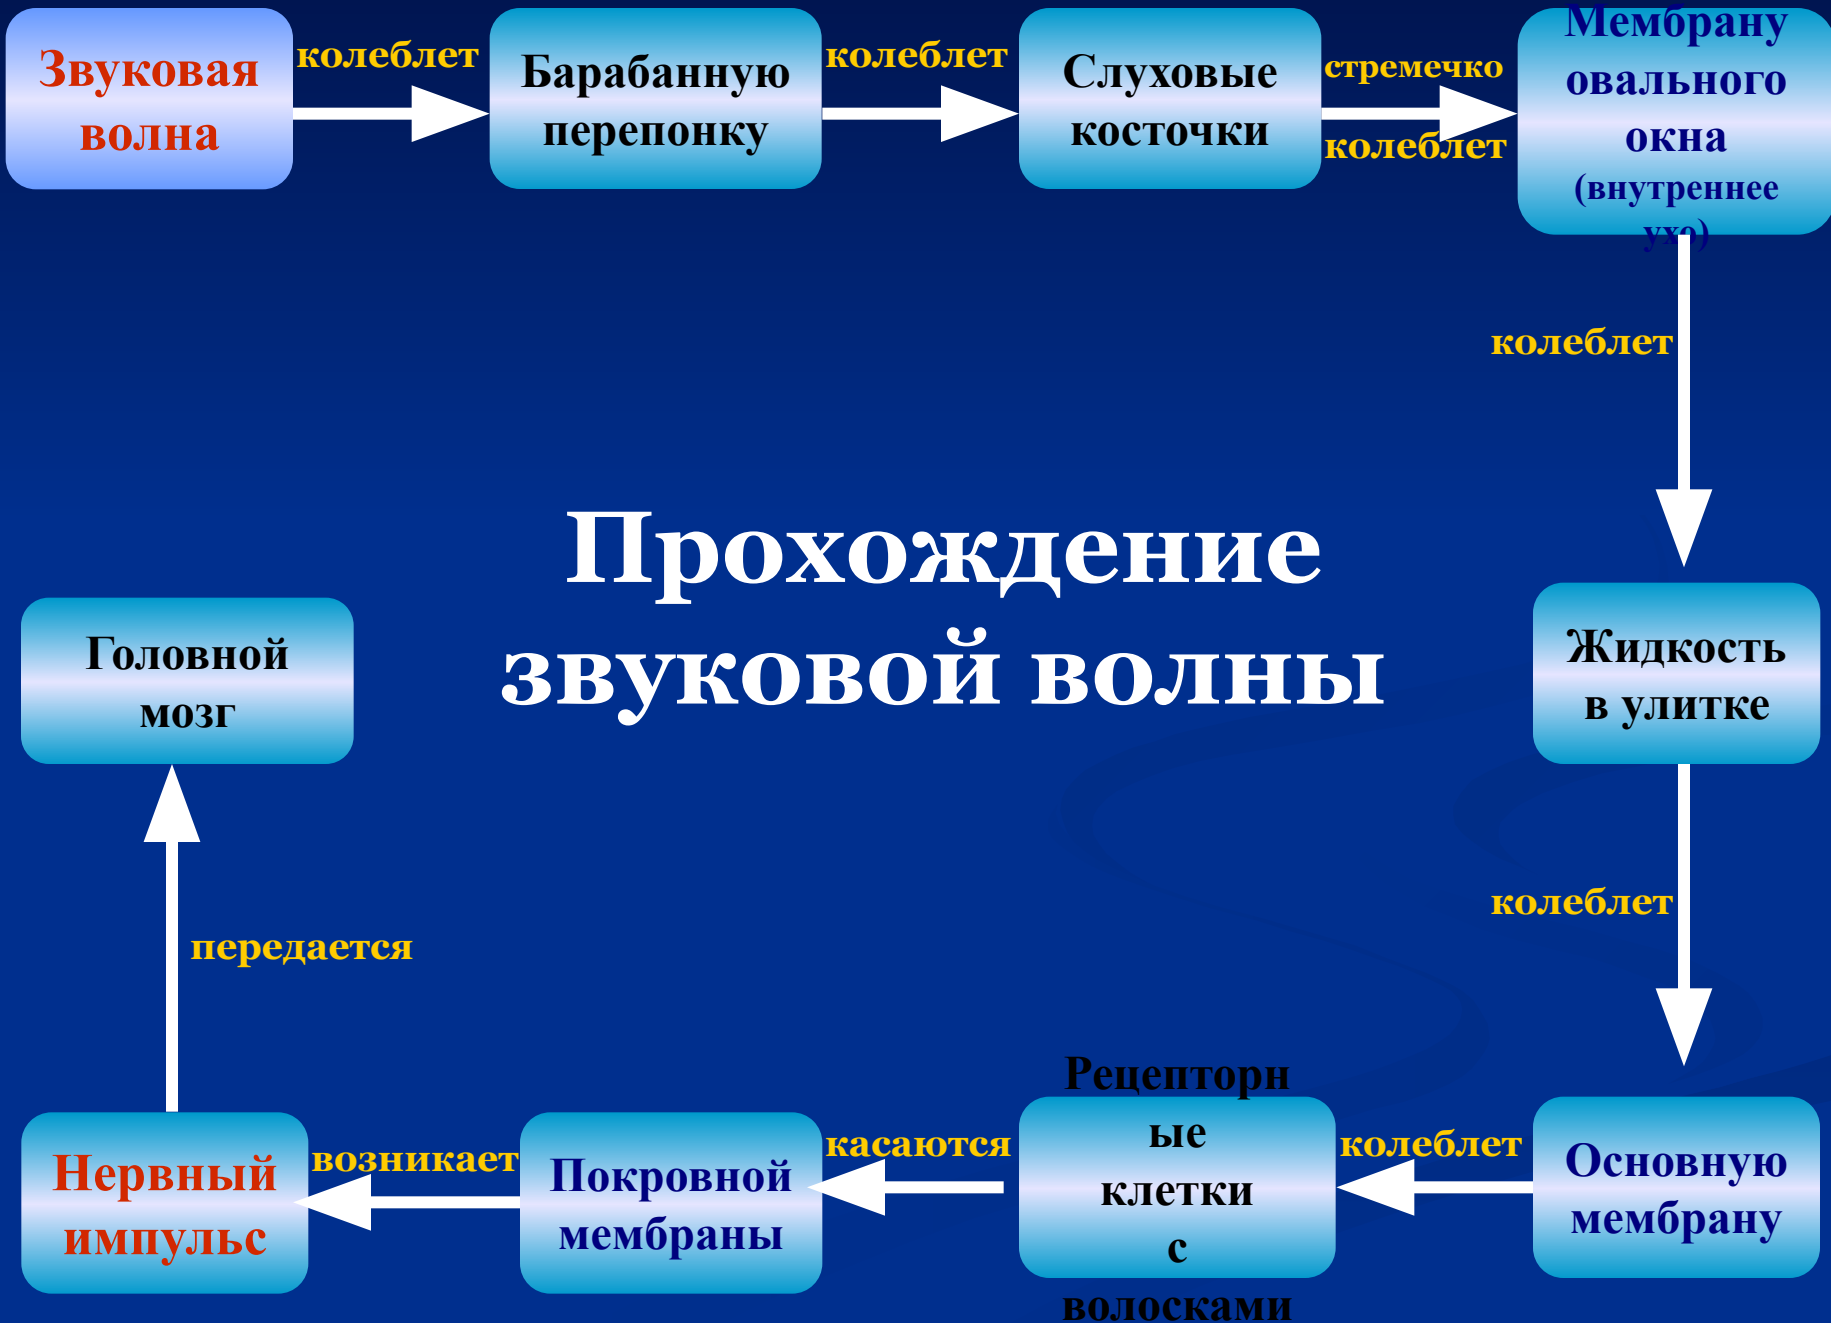 Звуковая
волна
колеблет
Барабанную
перепонку
колеблет
Слуховые
косточки
стремечко
колеблет
Мембрану
овального
окна
(внутреннее
ухо)
колеблет
Жидкость
в улитке
колеблет
Основную
мембрану
колеблет
Рецепторн
ые
клетки
с
волосками
касаются
Покровной
мембраны
возникает
Нервный
импульс
передается
Головной
мозг
Прохождение
звуковой волны